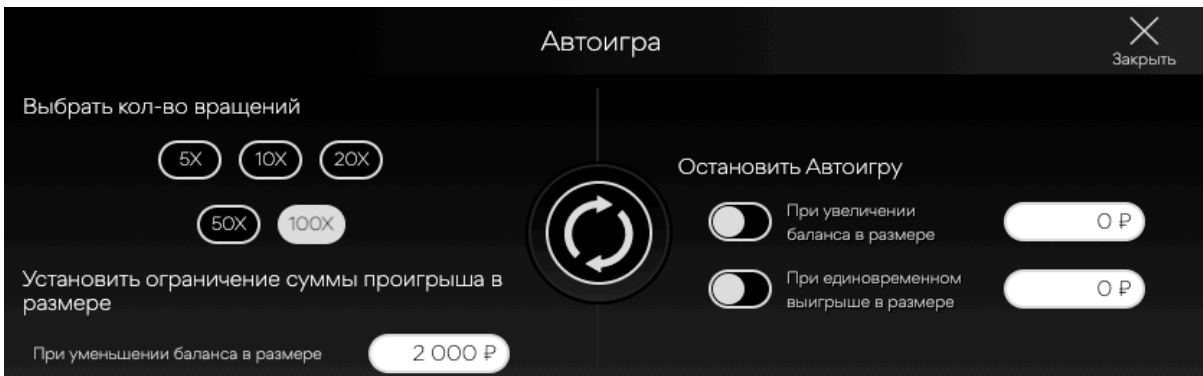 Автоигра
Закрыть
Выбрать кол-во вращений
5X 10X 20X
50X 100X
Установить ограничение суммы проигрыша в
размере
При уменьшении баланса в размере 2 000 ₽
Остановить Автоигру
При увеличении
баланса в размере 0 ₽
При единовременном
выигрыше в размере 0 ₽